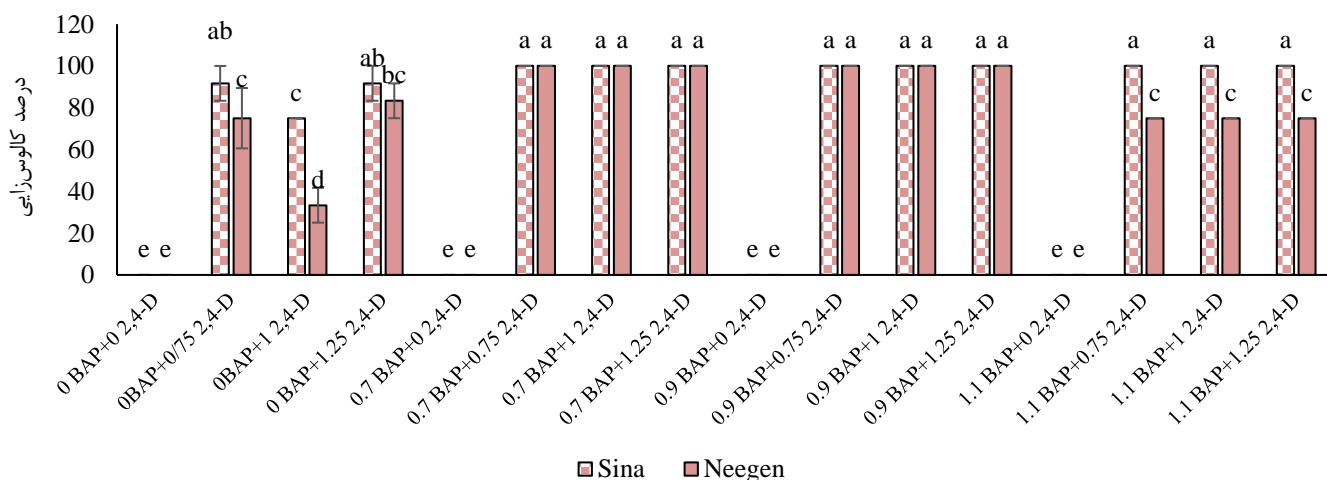 درصد کالوس‌زایی
120
100
80
60
40
20
0
e e
ab c
c d
ab bc
e e
a a
a a
a a
e e
a a
a a
a a
e e
a c
a c
a c
0 BAP+0 2,4-D
0BAP+0/75 2,4-D
0BAP+1 2,4-D
0 BAP+1.25 2,4-D
0.7 BAP+0 2,4-D
0.7 BAP+0.75 2,4-D
0.7 BAP+1 2,4-D
0.7 BAP+1.25 2,4-D
0.9 BAP+0 2,4-D
0.9 BAP+0.75 2,4-D
0.9 BAP+1 2,4-D
0.9 BAP+1.25 2,4-D
1.1 BAP+0 2,4-D
1.1 BAP+0.75 2,4-D
1.1 BAP+1 2,4-D
1.1 BAP+1.25 2,4-D
Sina Neegen